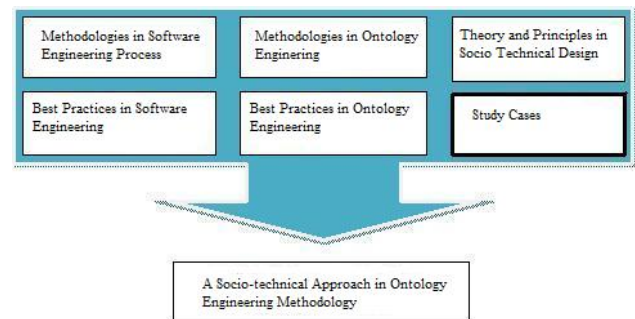 Methodologies in Software
Engineering Process
Methodologies in Ontology
Enginering
Theory and Principles in
Socio Technical Design
Best Practices in Software
Engineering
Best Practices in Ontology
Engineering
Study Cases
A Socio-technical Approach in Ontology
Engineering Methodology